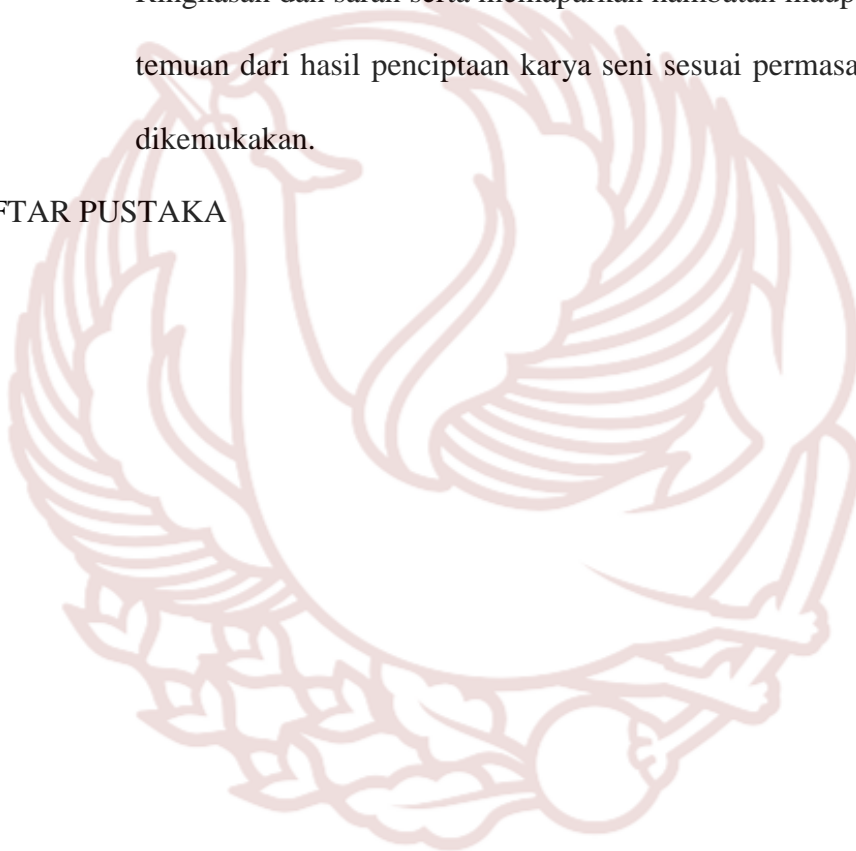 Ringkasan dan saran serta memaparkan hambatan maup
temuan dari hasil penciptaan karya seni sesuai permasa
dikemukakan.
FTAR PUSTAKA